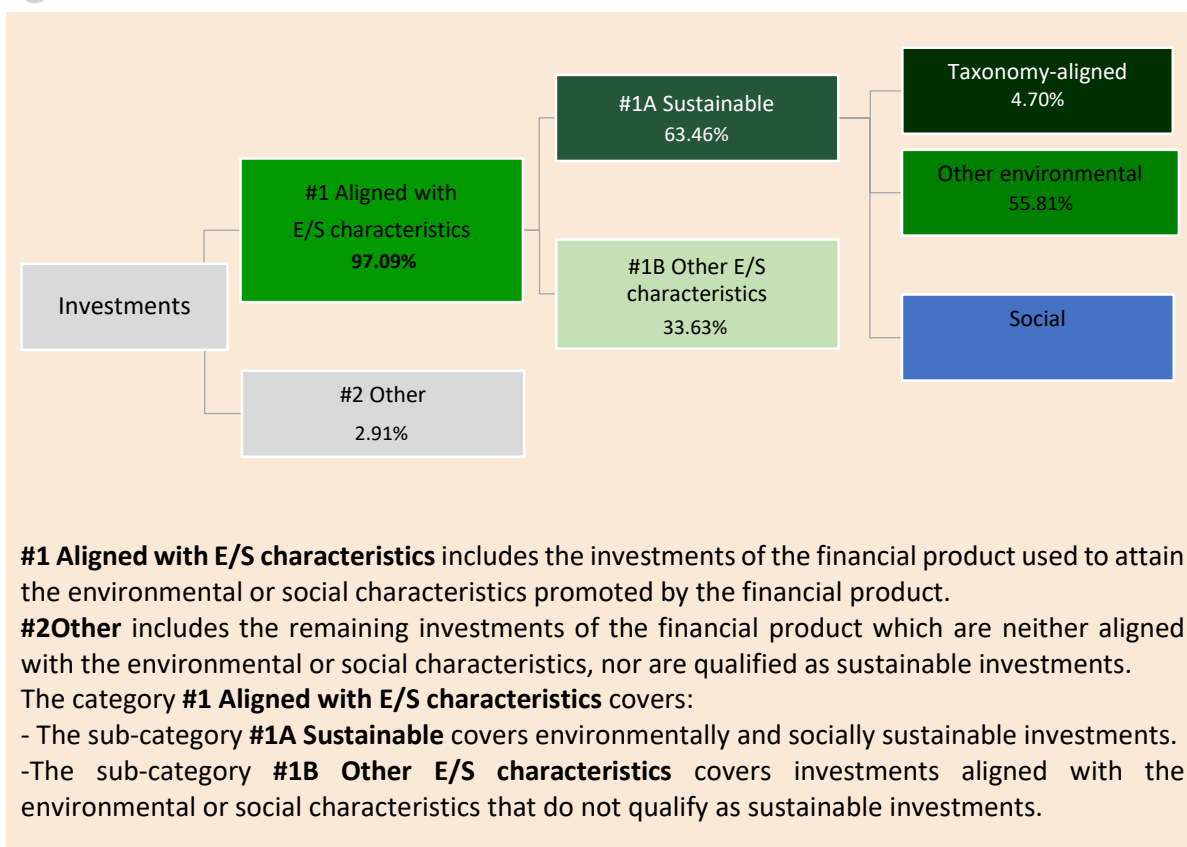 Investments
#1 Aligned with
E/S characteristics
97.09%
#2 Other
2.91%
#1A Sustainable
63.46%
#1B Other E/S
characteristics
33.63%
Taxonomy-aligned
4.70%
Other environmental
55.81%
Social
#1 Aligned with E/S characteristics includes the investments of the financial product used to attain
the environmental or social characteristics promoted by the financial product.
#2Other includes the remaining investments of the financial product which are neither aligned
with the environmental or social characteristics, nor are qualified as sustainable investments.
The category #1 Aligned with E/S characteristics covers:
- The sub-category #1A Sustainable covers environmentally and socially sustainable investments.
-The sub-category #1B Other E/S characteristics covers investments aligned with the
environmental or social characteristics that do not qualify as sustainable investments.